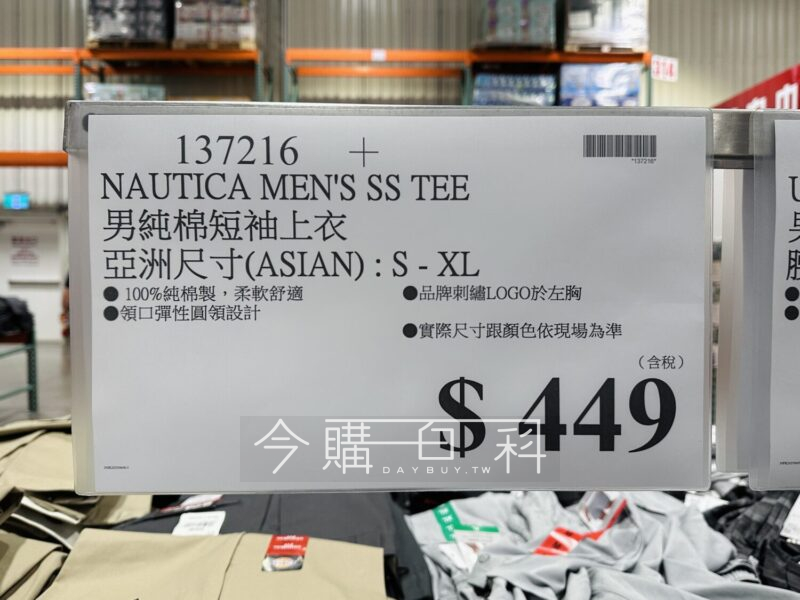 137216 +
"137216"
NAUTICA MEN'S SS TEE
男純棉短袖上衣
亞洲尺寸(ASIAN) : S - XL
●100%純棉製，柔軟舒適
●領口彈性圓領設計
●品牌刺繡LOGO於左胸
●實際尺寸跟顏色依現場為準
（含稅）
$ 449
今購百科
DAYBUY.TW